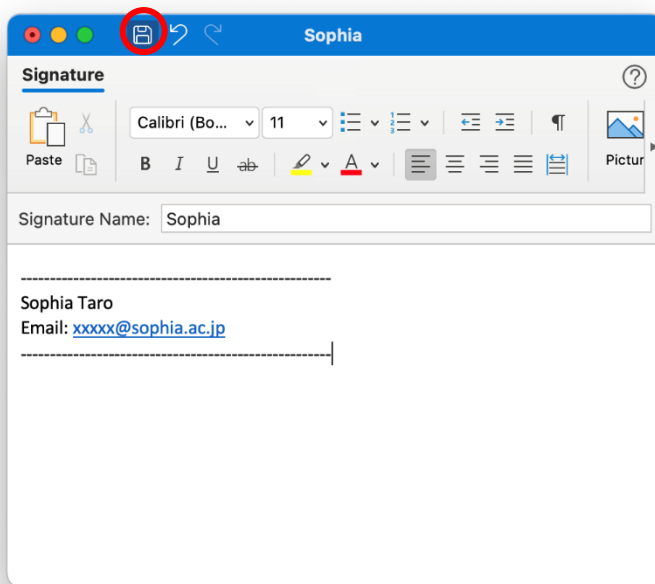 Sophia
Signature
Paste
Calibri (Bo...
11
B I U ab
A
Pictur
Signature Name: Sophia
-----------------------------------------------------
Sophia Taro
Email: xxxxx@sophia.ac.jp
-----------------------------------------------------